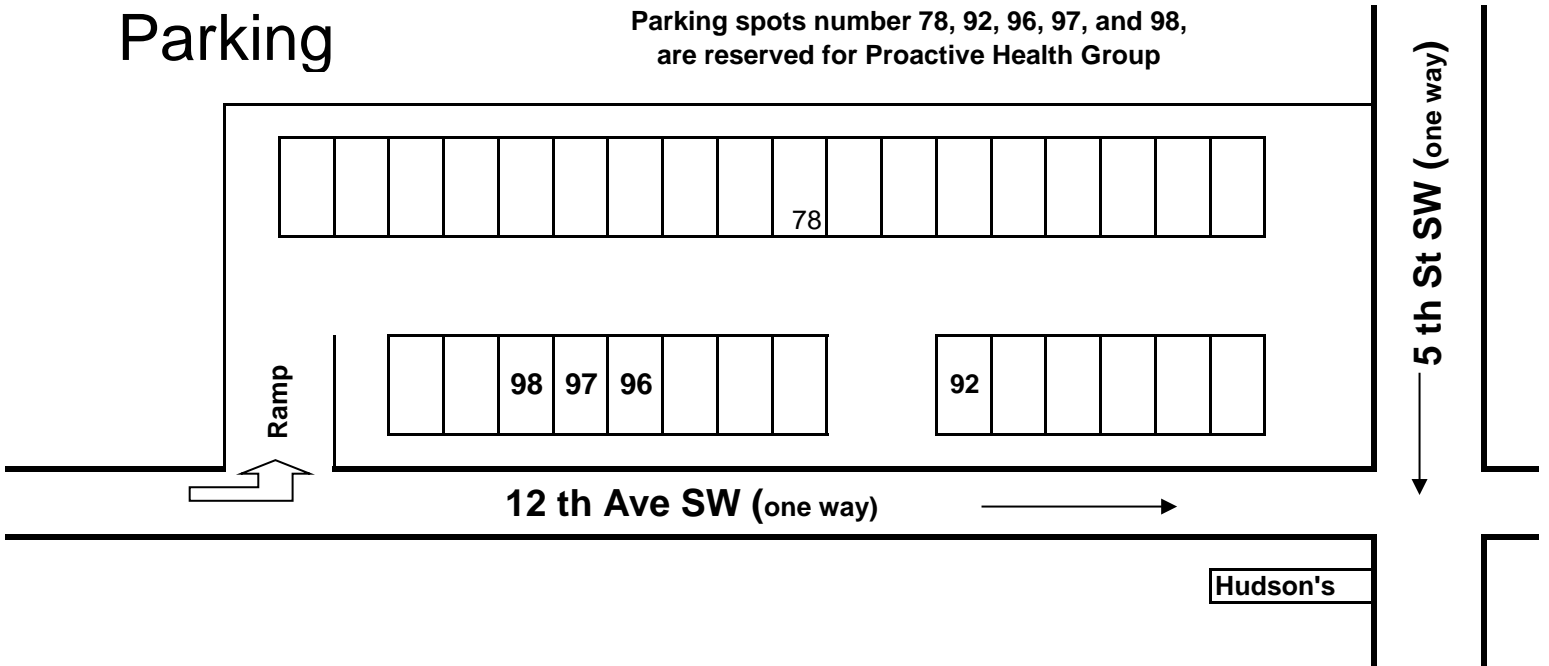 Parking
Parking spots number 78, 92, 96, 97, and 98,
are reserved for Proactive Health Group
5 th St SW (one way)
78
Ramp
98 97 96 92
12 th Ave SW (one way)
Hudson's